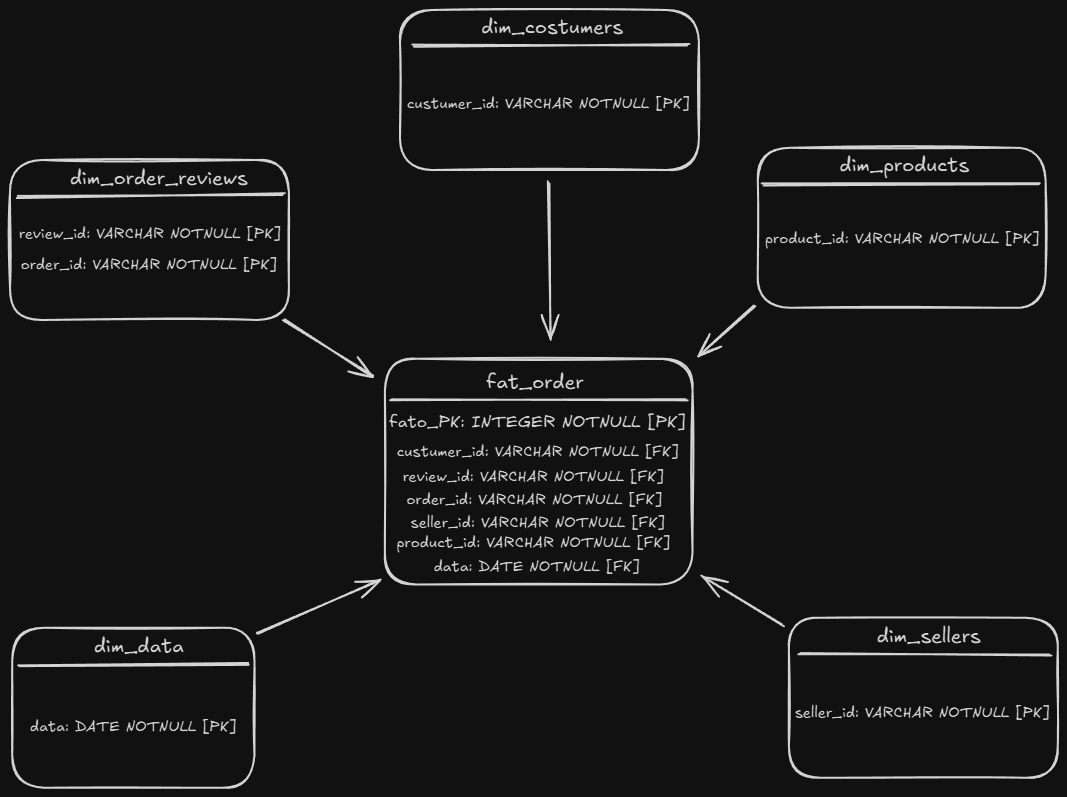 dim_costumers
custumer_id: VARCHAR NOTNULL [PK]
dim_order_reviews
review_id: VARCHAR NOTNULL [PK]
order_id: VARCHAR NOTNULL [PK]
dim_products
product_id: VARCHAR NOTNULL [PK]
fat_order
fato_PK: INTEGER NOTNULL [PK]
custumer_id: VARCHAR NOTNULL [FK]
review_id: VARCHAR NOTNULL [FK]
order_id: VARCHAR NOTNULL [FK]
seller_id: VARCHAR NOTNULL [FK]
product_id: VARCHAR NOTNULL [FK]
data: DATE NOTNULL [FK]
dim_data
data: DATE NOTNULL [PK]
dim_sellers
seller_id: VARCHAR NOTNULL [PK]